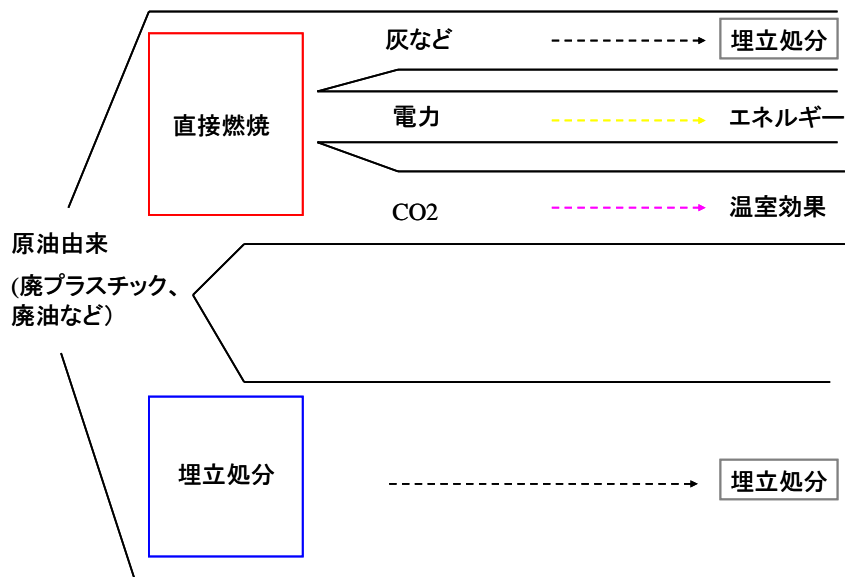 灰など
埋立処分
直接燃焼
電力
エネルギー
CO2
温室効果
原油由来
(廃プラスチック、
廃油など）
埋立処分
埋立処分